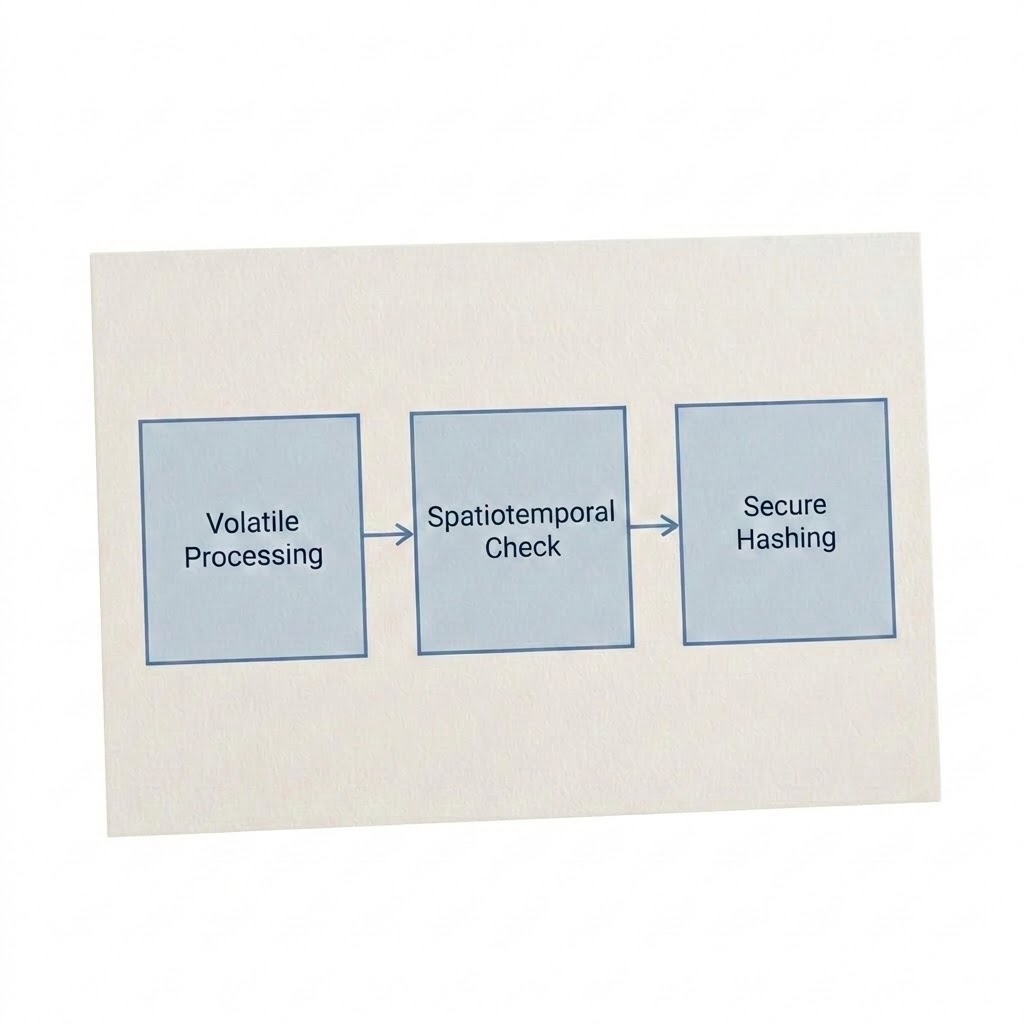 Volatile
Processing
Spatiotemporal
Check
Secure
Hashing